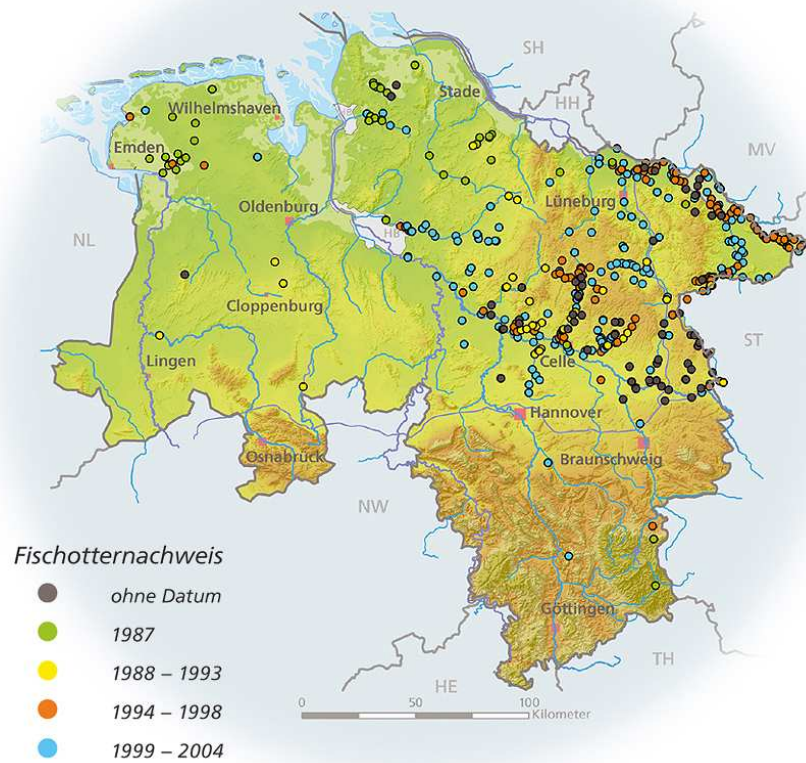 SH
Stade
HH
Wilhelmshaven
MV
Emden
Lüneburg
Oldenburg
HB
NL
Cloppenburg
ST
Lingen
Celle
Hannover
Osnabrück
Braunschweig
NW
Fischotternachweis
ohne Datum
Göttingen
1987
TH
1988 – 1993
HE
0 50 100
Kilometer
1994 – 1998
1999 – 2004